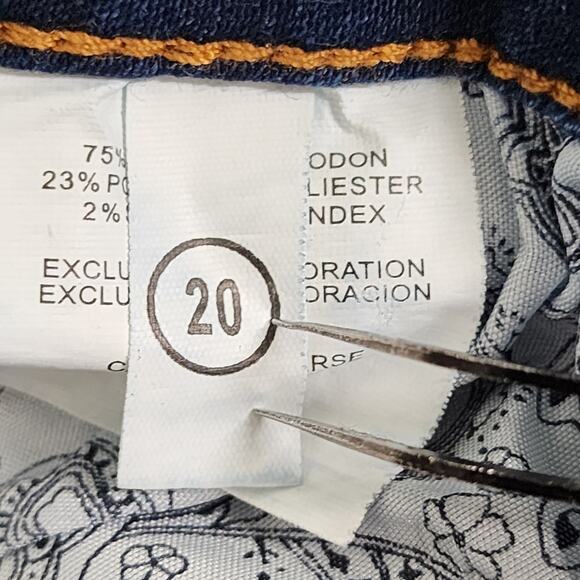 75% ODON
23% PO LIESTER
2% NDEX
EXCLU ORATION
EXCLU ORACION
20
C RSE